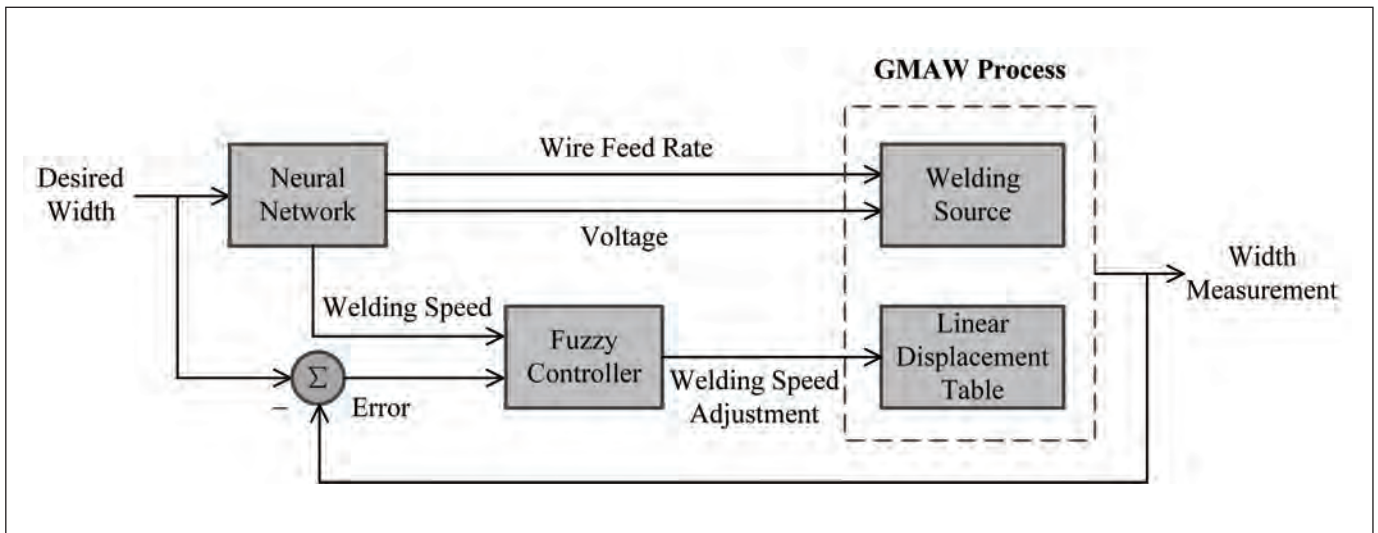 GMAW Process
Desired
Width
Neural
Network
Wire Feed Rate
Voltage
Welding
Source
Width
Measurement
Welding Speed
Σ
−
Error
Fuzzy
Controller
Welding Speed
Adjustment
Linear
Displacement
Table